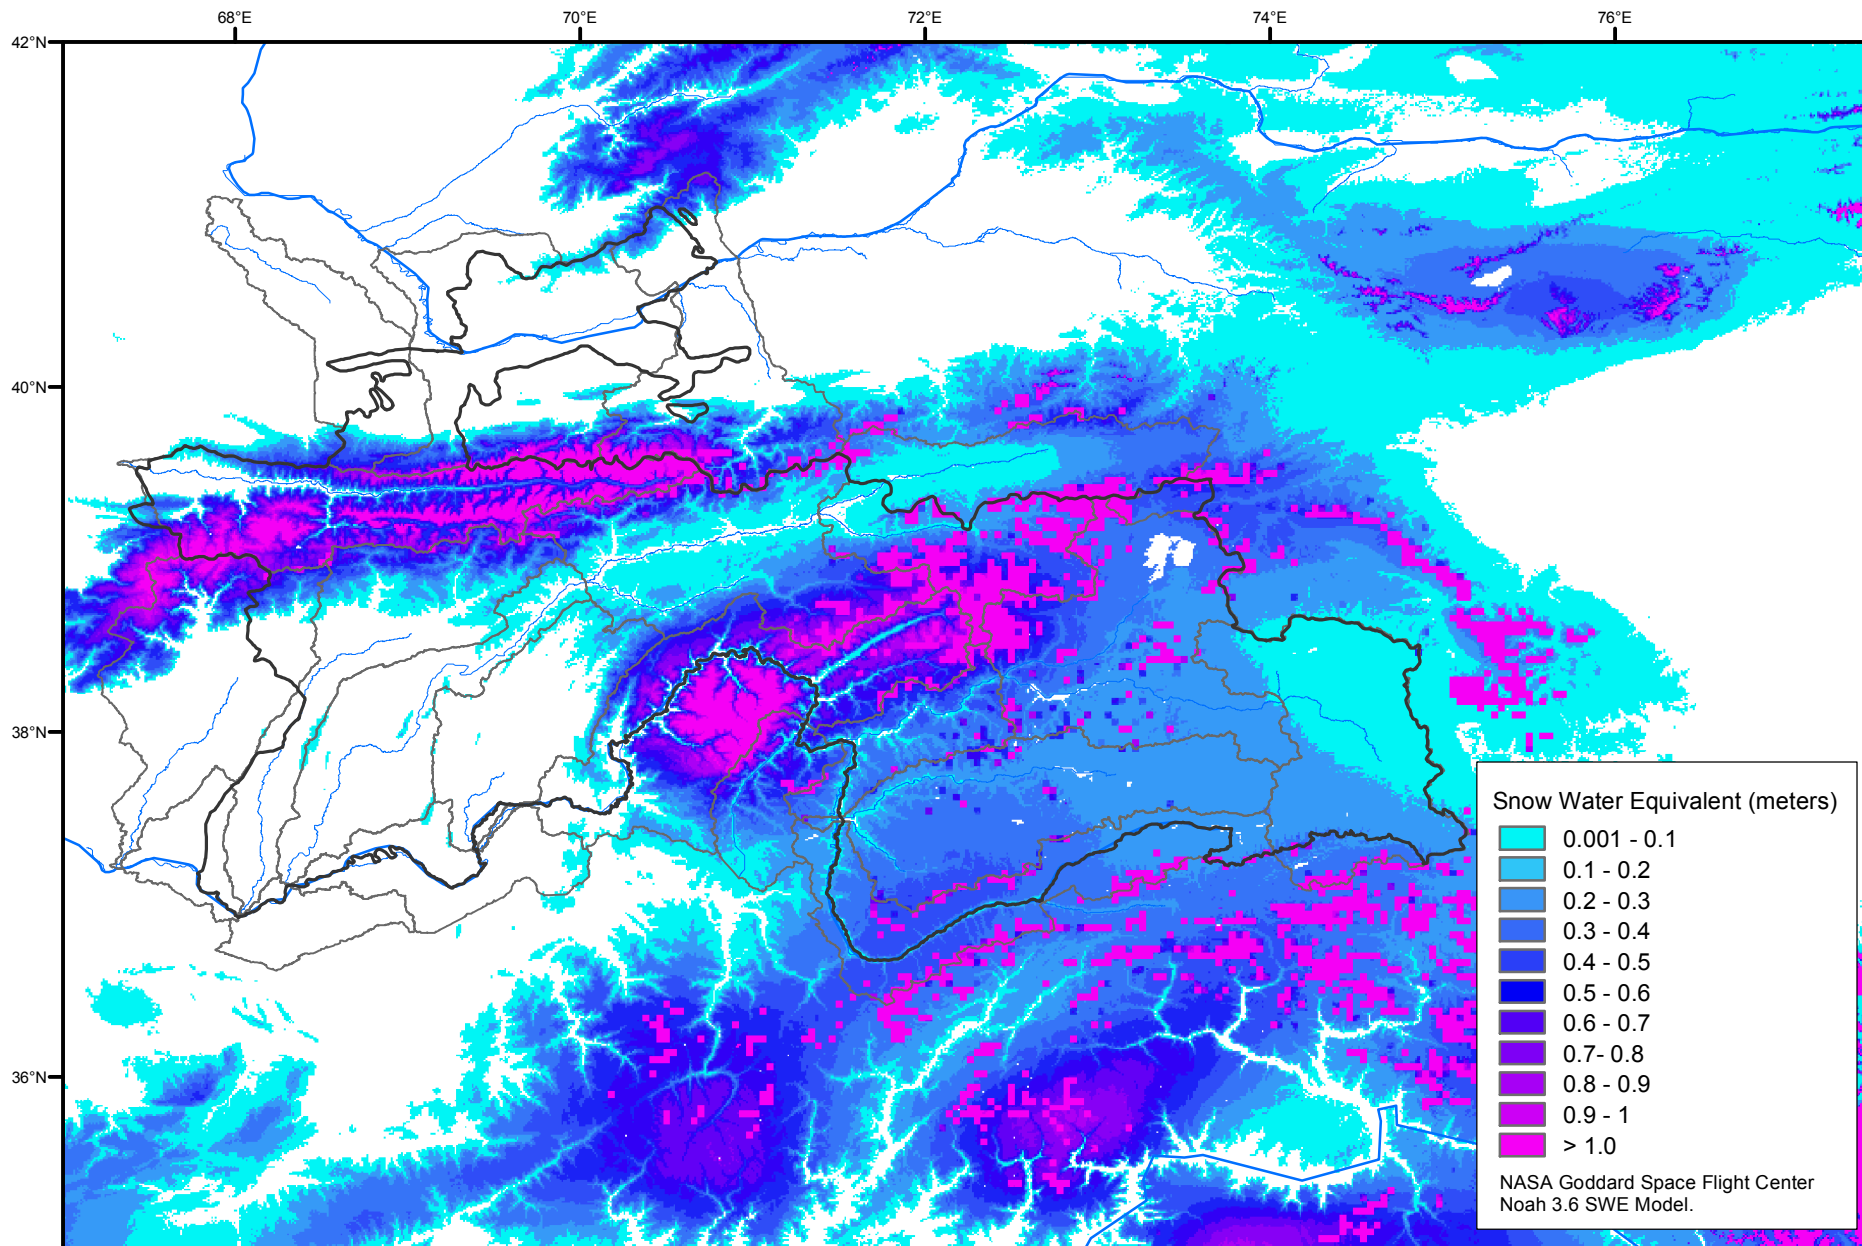 68°E 70°E 72°E 74°E 76°E
42°N
40°N
38°N
36°N
Snow Water Equivalent (meters)
0.001 - 0.1
0.1 - 0.2
0.2 - 0.3
0.3 - 0.4
0.4 - 0.5
0.5 - 0.6
0.6 - 0.7
0.7- 0.8
0.8 - 0.9
0.9 - 1
> 1.0
NASA Goddard Space Flight Center
Noah 3.6 SWE Model.